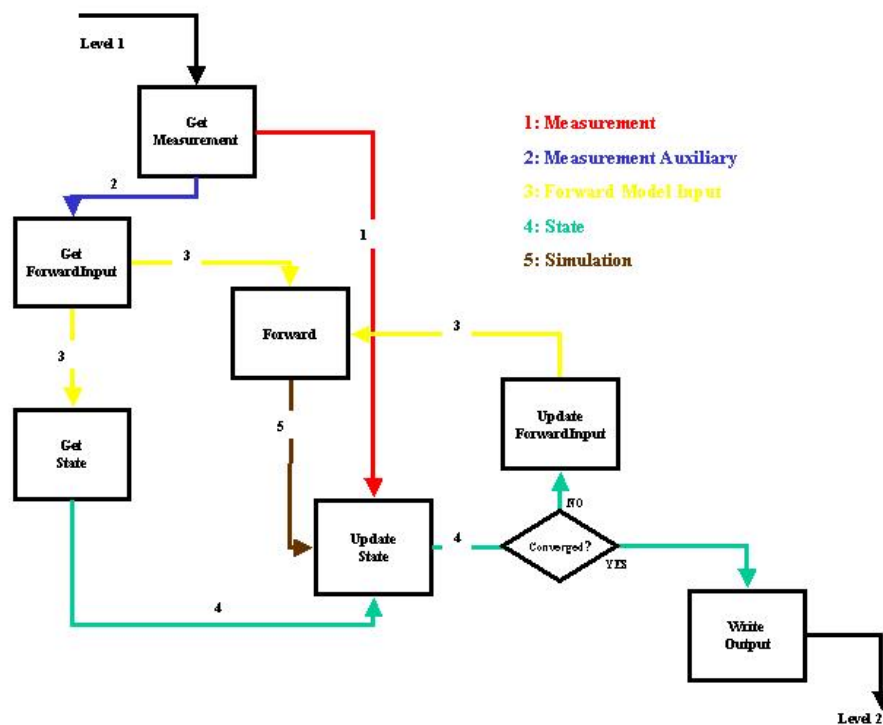 Level 1
Get
Measurement
1: Measurement
2: Measurement Auxiliary
3: Forward Model Input
4: State
5: Simulation
2
1
Get
ForwardInput
3
Forward
3
3
Update
ForwardInput
5
Get
State
NO
Update
State
4
Converged?
YES
4
Write
Output
Level 2